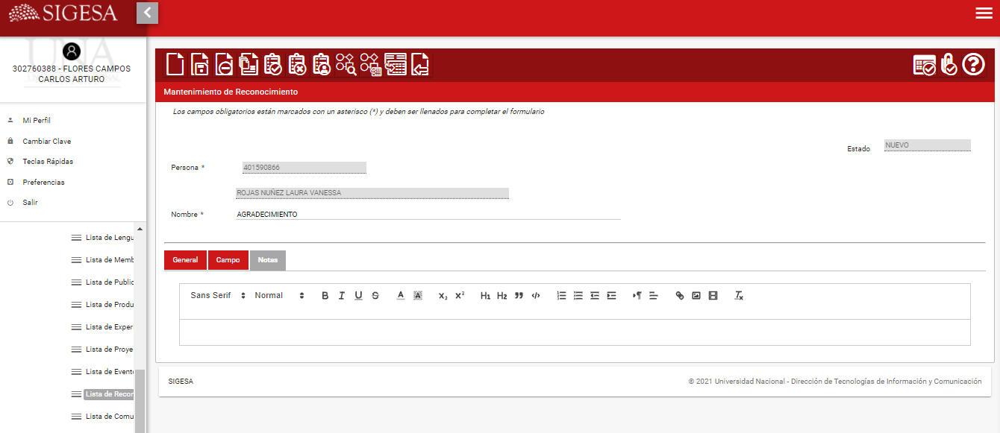 SIGESA
UNA
302760388 - FLORES CAMPOS
CARLOS ARTURO
Mi Perfil
Cambiar Clave
Teclas Rápidas
Preferencias
Salir
Lista de Lengu
Lista de Memb
Lista de Public
Lista de Produ
Lista de Exper
Lista de Proye
Lista de Evento
Lista de Recor
Lista de Comu
Mantenimiento de Reconocimiento
Los campos obligatorios están marcados con un asterisco (*) y deben ser llenados para completar el formulario
Estado NUEVO
Persona * 401590866
ROJAS NUÑEZ LAURA VANESSA
Nombre * AGRADECIMIENTO
General Campo Notas
Sans Serif Normal B I U S A A X₂ X² H1 H2
SIGESA © 2021 Universidad Nacional - Dirección de Tecnologías de Información y Comunicación